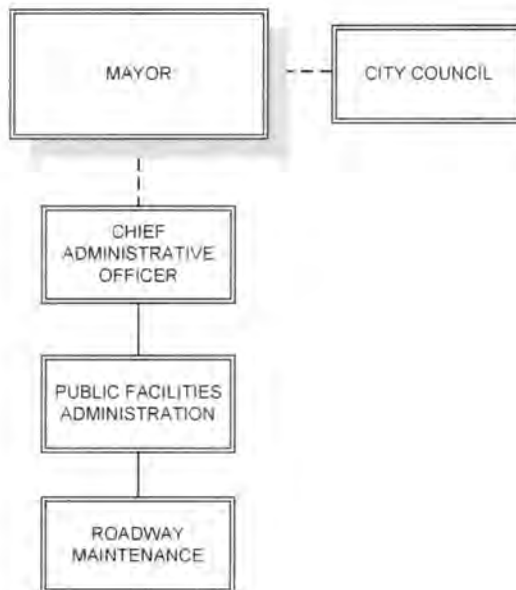 MAYOR
CITY COUNCIL
CHIEF
ADMINISTRATIVE
OFFICER
PUBLIC FACILITIES
ADMINISTRATION
ROADWAY
MAINTENANCE